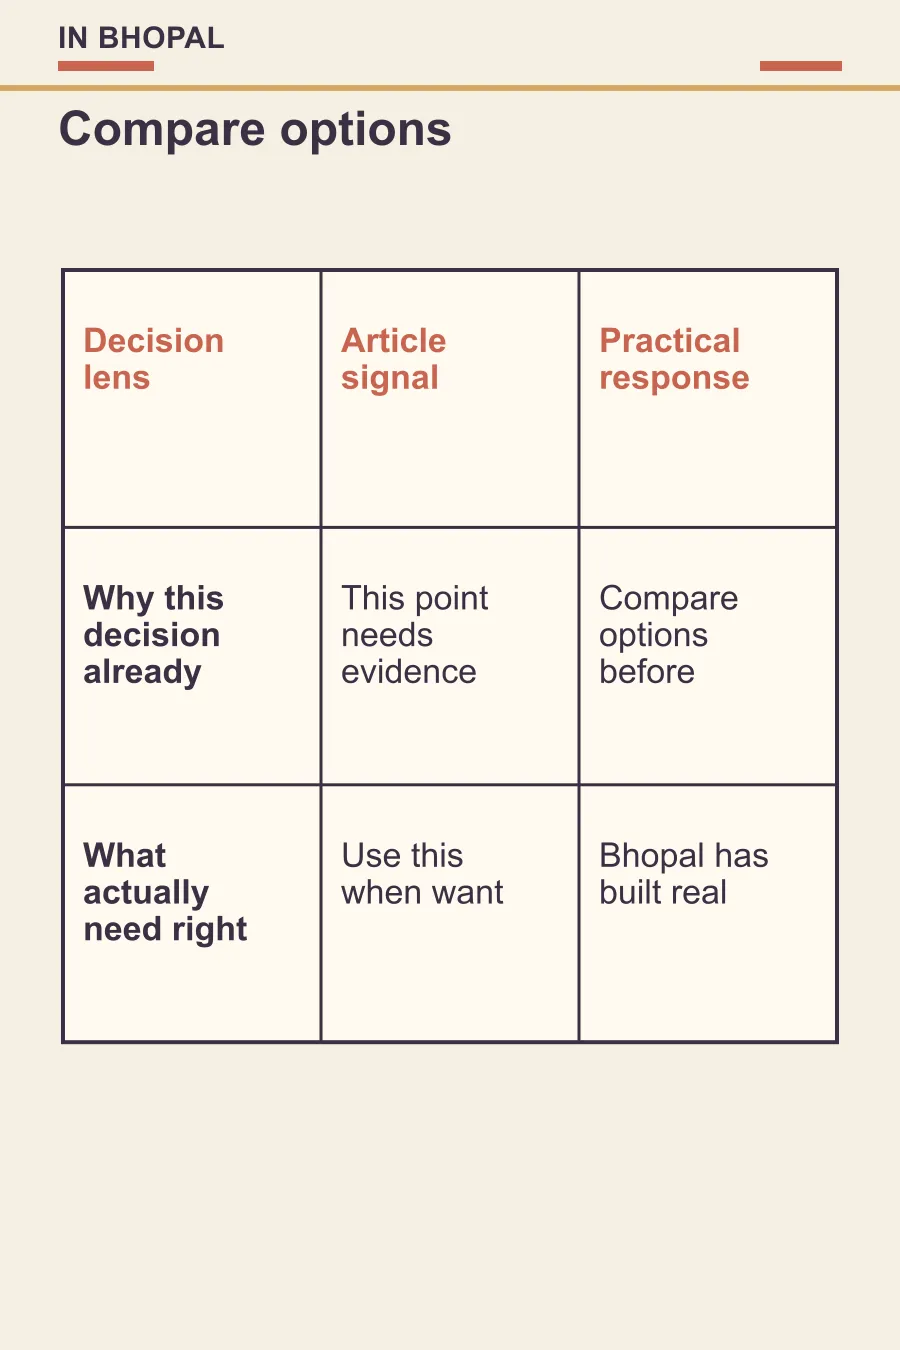 IN BHOPAL
Compare options
Decision
lens
Article
signal
Practical
response
Why this
decision
already
This point
needs
evidence
Compare
options
before
What
actually
need right
Use this
when want
Bhopal has
built real